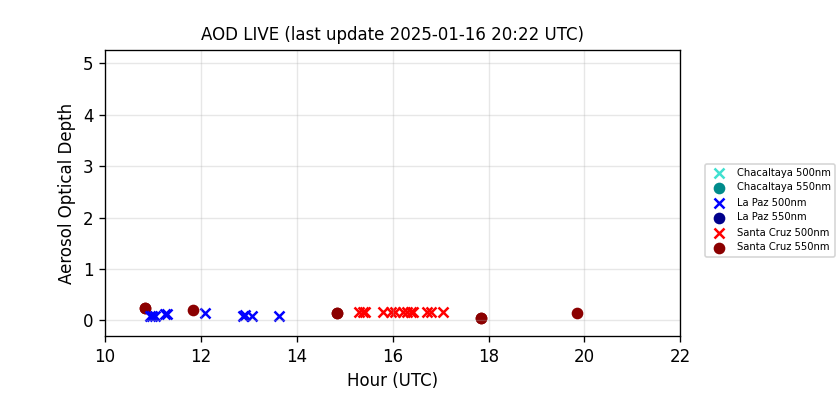 AOD LIVE (last update 2025-01-16 20:22 UTC)
Aerosol Optical Depth
5
4
3
2
1
0
10 12 14 16 18 20 22
Hour (UTC)
Chacaltaya 500nm
Chacaltaya 550nm
La Paz 500nm
La Paz 550nm
Santa Cruz 500nm
Santa Cruz 550nm